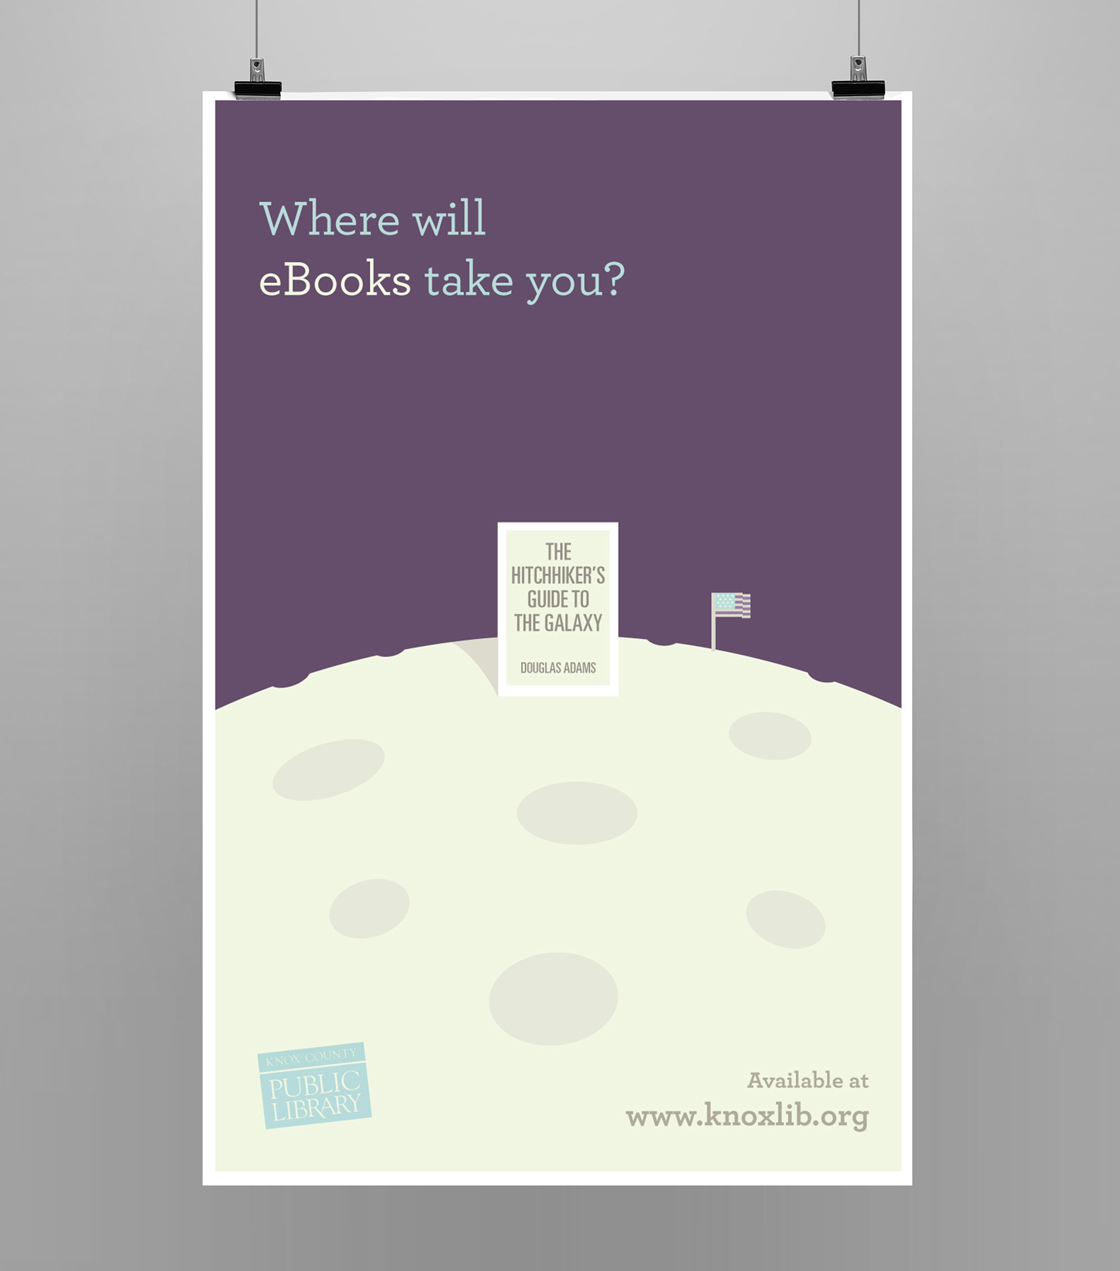 Where will
eBooks take you?
THE
HITCHHIKER'S
GUIDE TO
THE GALAXY
DOUGLAS ADAMS
KNOX COUNTY
PUBLIC
LIBRARY
Available at
www.knoxlib.org